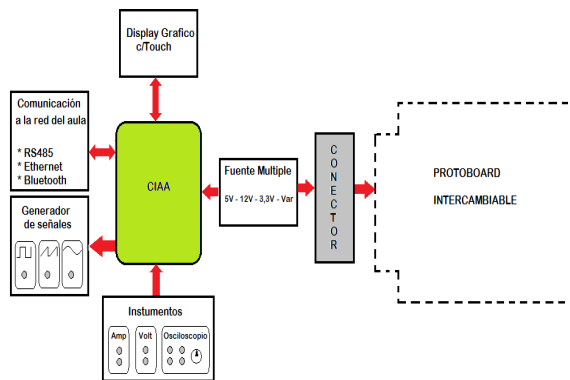 Display Grafico
c/Touch
Comunicación
a la red del aula
* RS485
* Ethernet
* Bluetooth
CIAA
Fuente Multiple
5V - 12V - 3,3V - Var
CONECTOR
PROTOBOARD
INTERCAMBIABLE
Generador
de señales
Instumentos
Amp
Volt
Osciloscopio